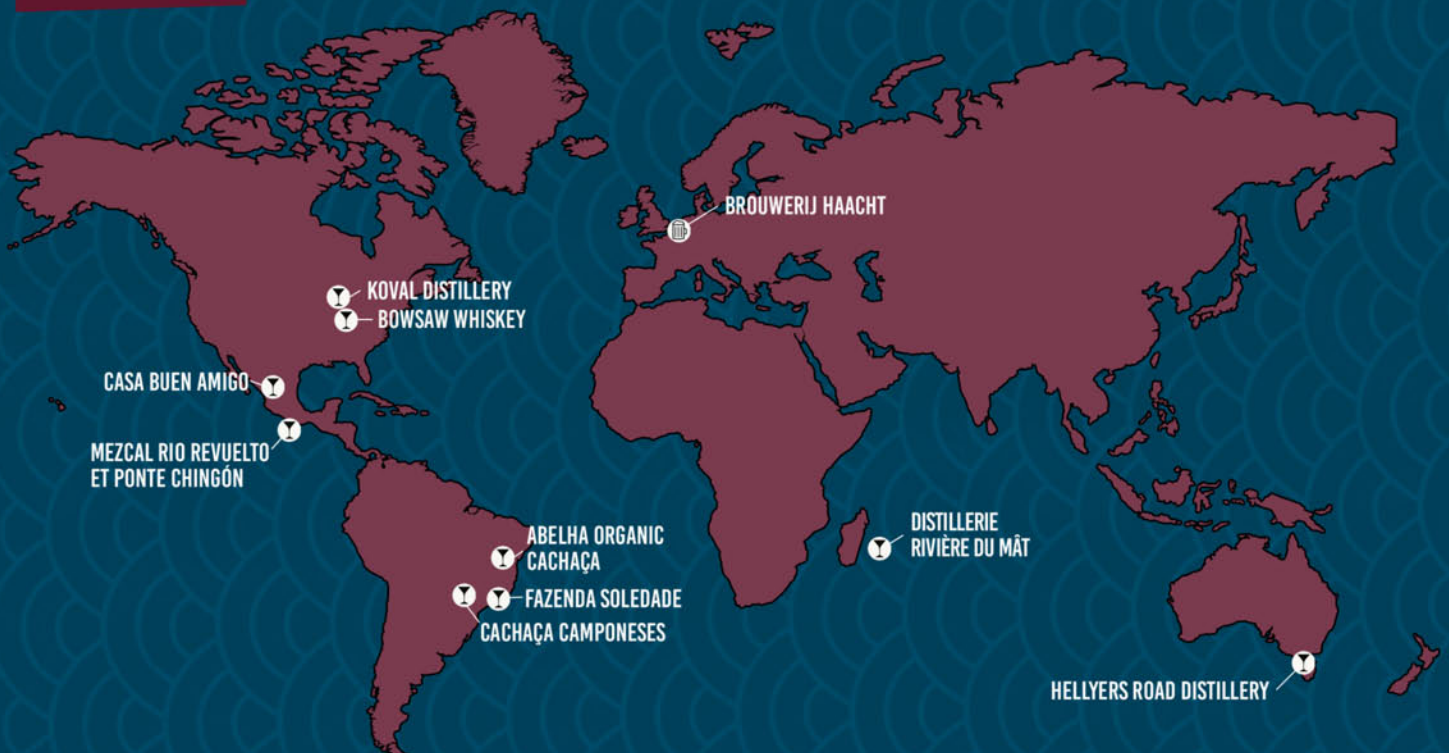 BROUWERIJ HAACHT
KOVAL DISTILLERY
BOWSAW WHISKEY
CASA BUEN AMIGO
MEZCAL RIO REVUELTO
ET PONTE CHINGÓN
ABELHA ORGANIC
CACHAÇA
FAZENDA SOLEDADE
CACHAÇA CAMPONESES
DISTILLERIE
RIVIÈRE DU MÂT
HELLYERS ROAD DISTILLERY